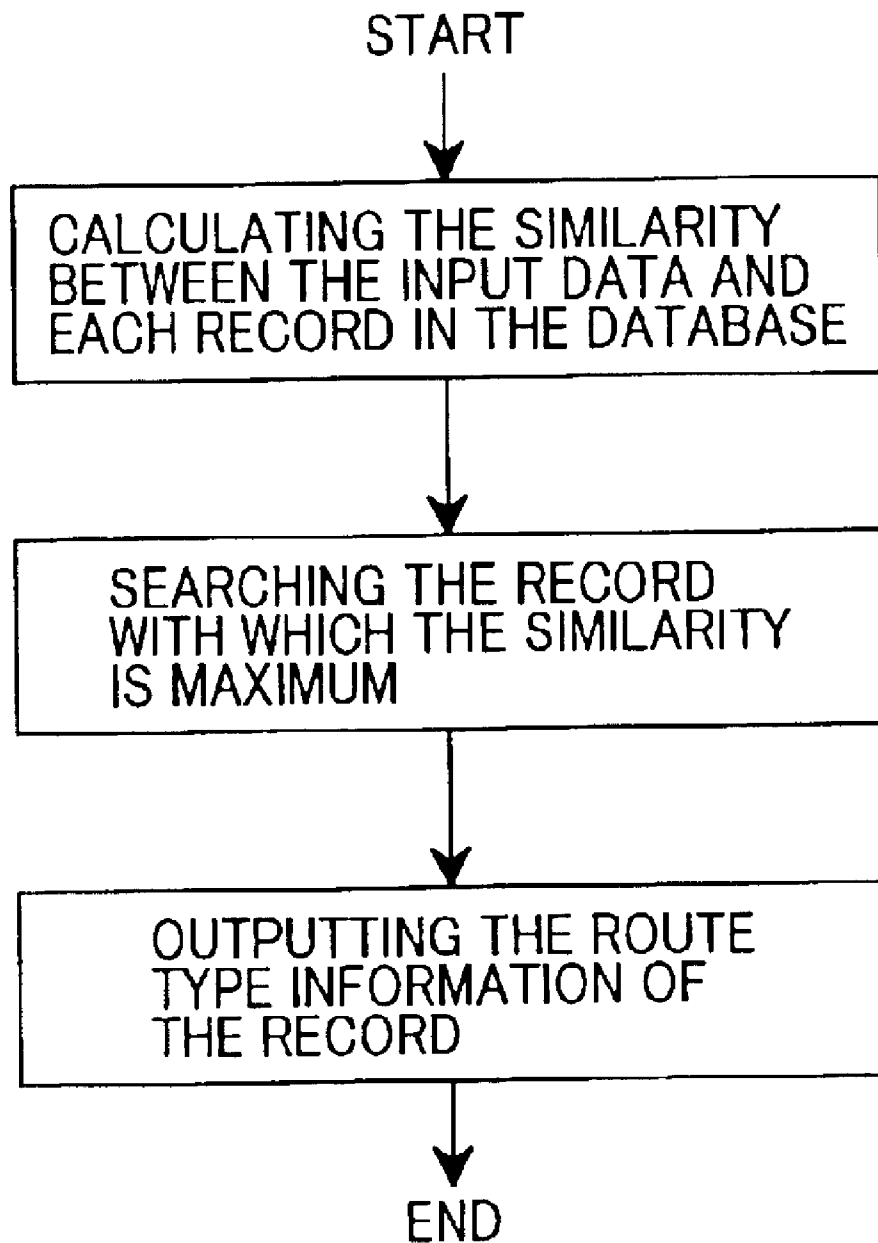 START
CALCULATING THE SIMILARITY
BETWEEN THE INPUT DATA AND
EACH RECORD IN THE DATABASE
SEARCHING THE RECORD
WITH WHICH THE SIMILARITY
IS MAXIMUM
OUTPUTTING THE ROUTE
TYPE INFORMATION OF
THE RECORD
END